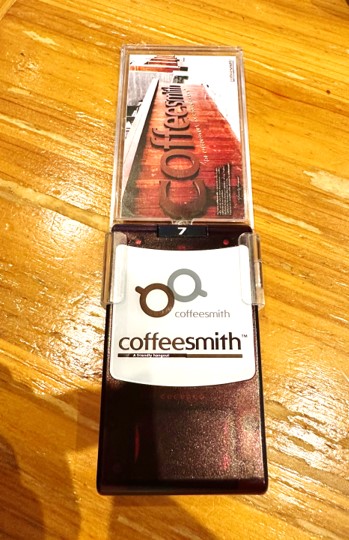 coffeesmith
7
coffeesmith
coffeesmith™
a friendly hangout